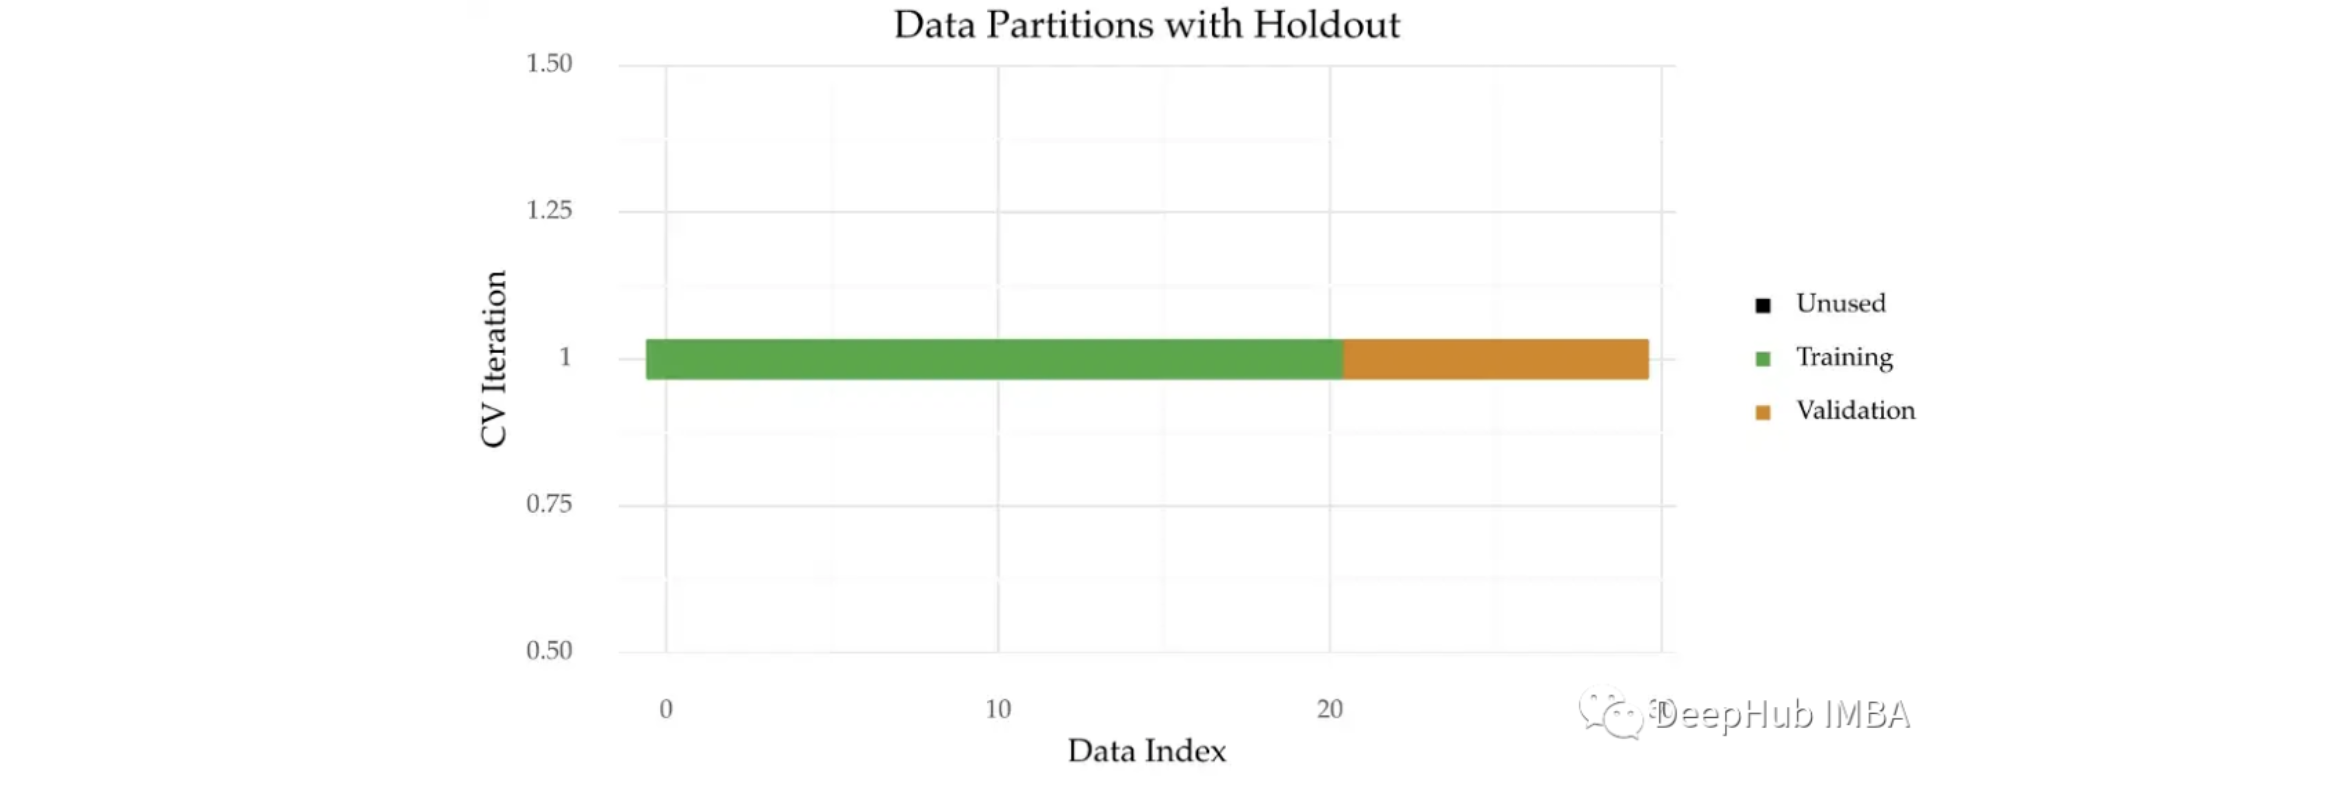 Data Partitions with Holdout
1.50
1.25
1
0.75
0.50
CV Iteration
0
10
20
30
Data Index
Unused
Training
Validation
DeepHub IMBA